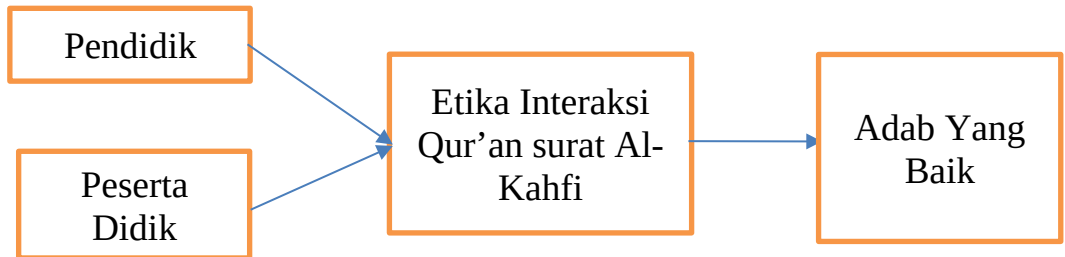 Pendidik
Peserta
Didik
Etika Interaksi
Qur’an surat Al-
Kahfi
Adab Yang
Baik